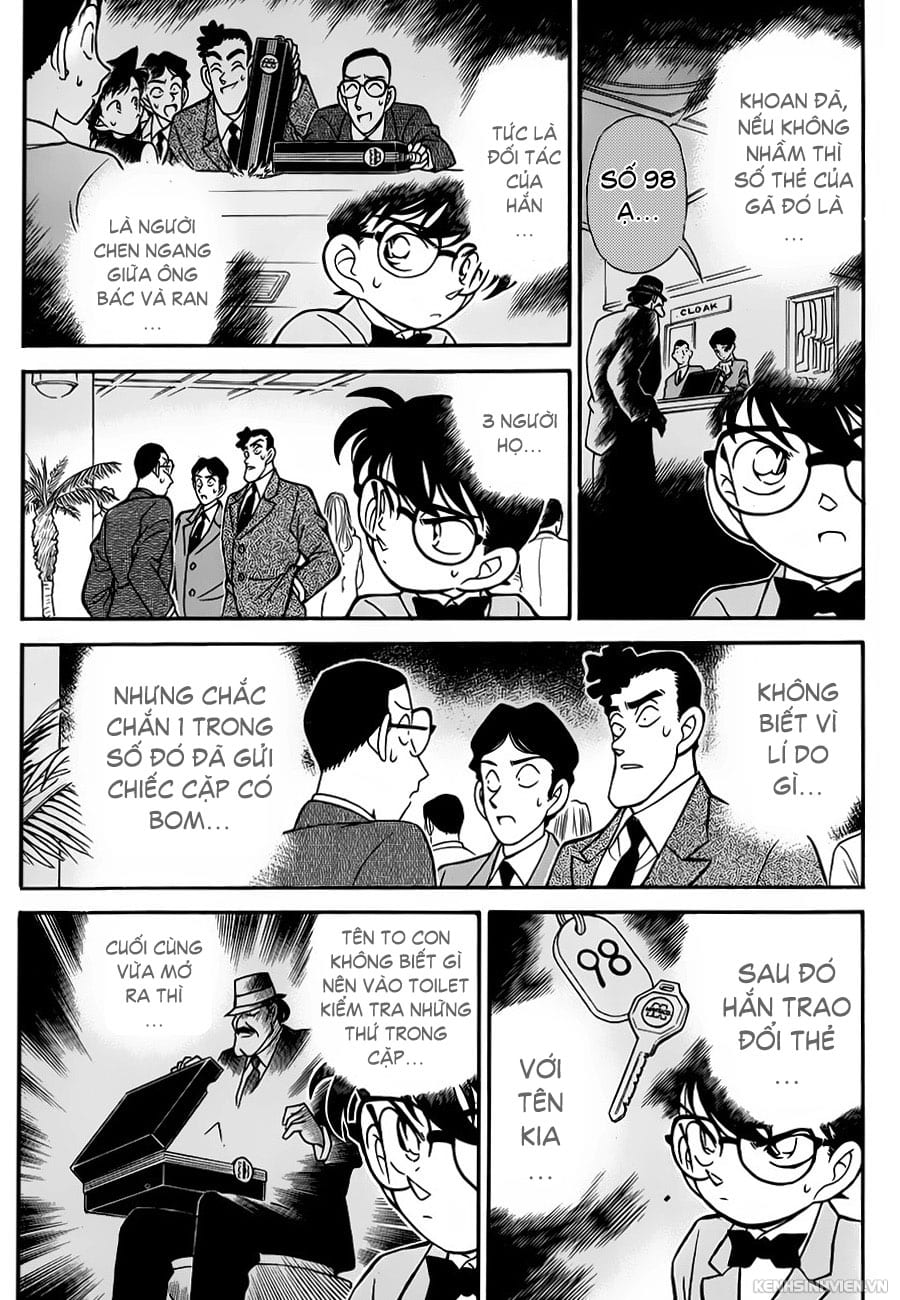 KHOAN ĐÃ,
NẾU KHÔNG
NHẦM THÌ
SỐ THẺ CỦA
GÃ ĐÓ LÀ
...
SỐ 98
Ạ...
CLOAK
TỨC LÀ
ĐỐI TÁC
CỦA
HẮN
LÀ NGƯỜI
CHEN NGANG
GIỮA ÔNG
BÁC VÀ RAN
...
3 NGƯỜI
HỌ...
KHÔNG
BIẾT VÌ
LÍ DO
GÌ...
NHƯNG CHẮC
CHẮN 1 TRONG
SỐ ĐÓ ĐÃ GỬI
CHIẾC CẶP CÓ
BOM...
SAU ĐÓ
HẮN TRAO
ĐỔI THẺ
...
98
VỚI
TÊN
KIA
...
TÊN TO CON
KHÔNG BIẾT GÌ
NÊN VÀO TOILET
KIỂM TRA NHỮNG
THỨ TRONG
CẶP...
CUỐI CÙNG
VỪA MỞ
RA THÌ
...
KENHSINHVIEN.VN